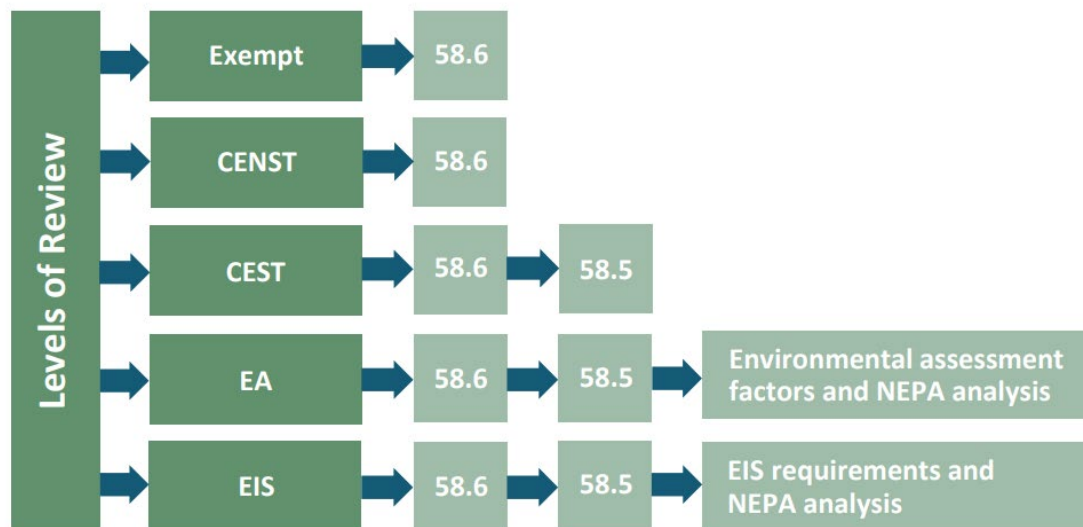 Levels of Review
Exempt
58.6
CENST
58.6
CEST
58.6
58.5
EA
58.6
58.5
Environmental assessment
factors and NEPA analysis
EIS
58.6
58.5
EIS requirements and
NEPA analysis